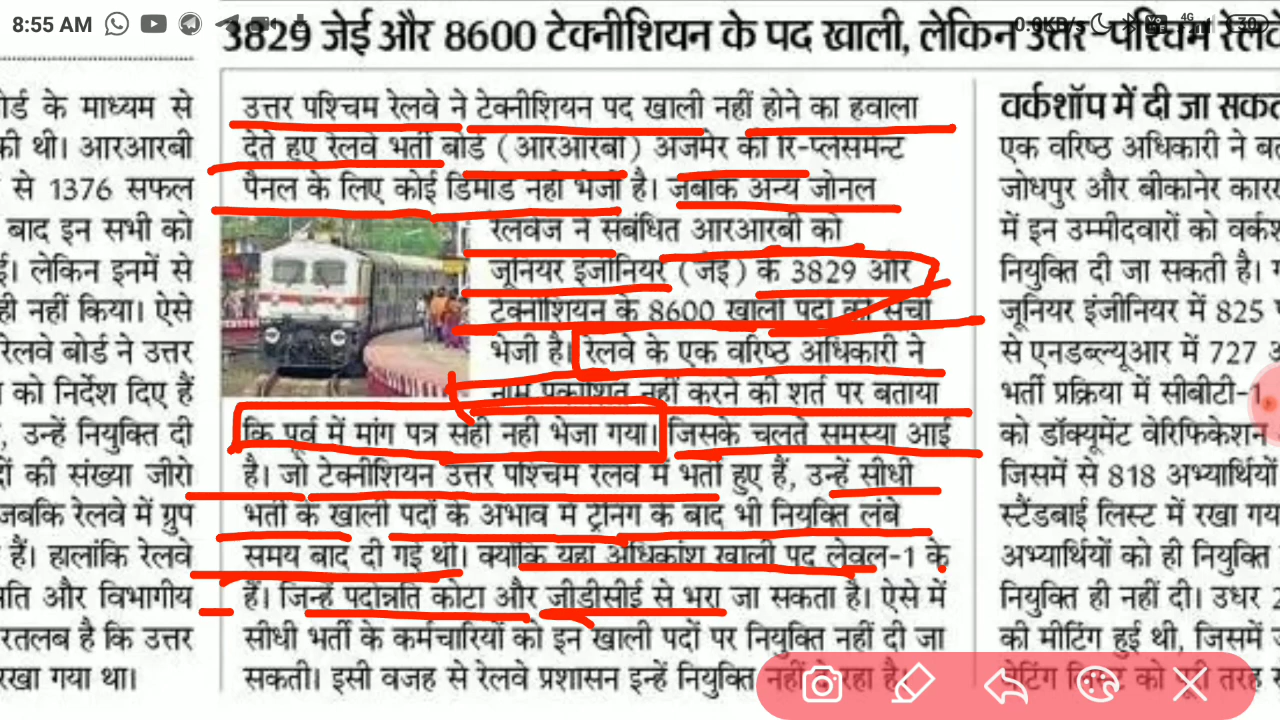 8:55 AM
0.0KB/s
4G
30
3829 जेई और 8600 टेक्नीशियन के पद खाली, लेकिन उत्तर पश्चिम रेलवे
के माध्यम से
की थी। आरआरबी
से 1376 सफल
बाद इन सभी को
लेकिन इनमें से
ही नहीं किया। ऐसे
रेलवे बोर्ड ने उत्तर
को निर्देश दिए हैं
उन्हें नियुक्ति दी
की संख्या जीरो
जबकि रेलवे में ग्रुप
हैं। हालांकि रेलवे
और विभागीय
है कि उत्तर
रखा गया था।
उत्तर पश्चिम रेलवे ने टेक्नीशियन पद खाली नहीं होने का हवाला
देते हुए रेलवे भर्ती बोर्ड (आरआरबी) अजमेर को रि-प्लेसमेन्ट
पैनल के लिए कोई डिमांड नहीं भेजी है। जबकि अन्य जोनल
रेलवेज ने संबंधित आरआरबी को
जूनियर इंजीनियर (जेई) के 3829 और
टेक्नीशियन के 8600 खाली पदों की सूची
भेजी है। रेलवे के एक वरिष्ठ अधिकारी ने
नाम प्रकाशित नहीं करने की शर्त पर बताया
कि पूर्व में मांग पत्र सही नहीं भेजा गया। जिसके चलते समस्या आई
है। जो टेक्नीशियन उत्तर पश्चिम रेलवे में भर्ती हुए हैं, उन्हें सीधी
भर्ती के खाली पदों के अभाव में ट्रेनिंग के बाद भी नियुक्ति लंबे
समय बाद दी गई थी। क्योंकि यहां अधिकांश खाली पद लेवल-1 के
हैं। जिन्हें पदोन्नति कोटा और जीडीसीई से भरा जा सकता है। ऐसे में
सीधी भर्ती के कर्मचारियों को इन खाली पदों पर नियुक्ति नहीं दी जा
सकती। इसी वजह से रेलवे प्रशासन इन्हें नियुक्ति नहीं दे रहा है।
वर्कशॉप में दी जा
एक वरिष्ठ अधिकारी ने
जोधपुर और बीकानेर
में इन उम्मीदवारों को
नियुक्ति दी जा सकती है।
जूनियर इंजीनियर में 825
से एनडब्ल्यूआर में 727
भर्ती प्रक्रिया में सीबीटी-1
को डॉक्यूमेंट वेरिफिकेशन
जिसमें से 818 अभ्यार्थियों
स्टैंडबाई लिस्ट में रखा
अभ्यार्थियों को ही नियुक्ति
नियुक्ति ही नहीं दी। उधर
की मीटिंग हुई थी, जिसमें
वेटिंग लिस्ट को पूरी तरह